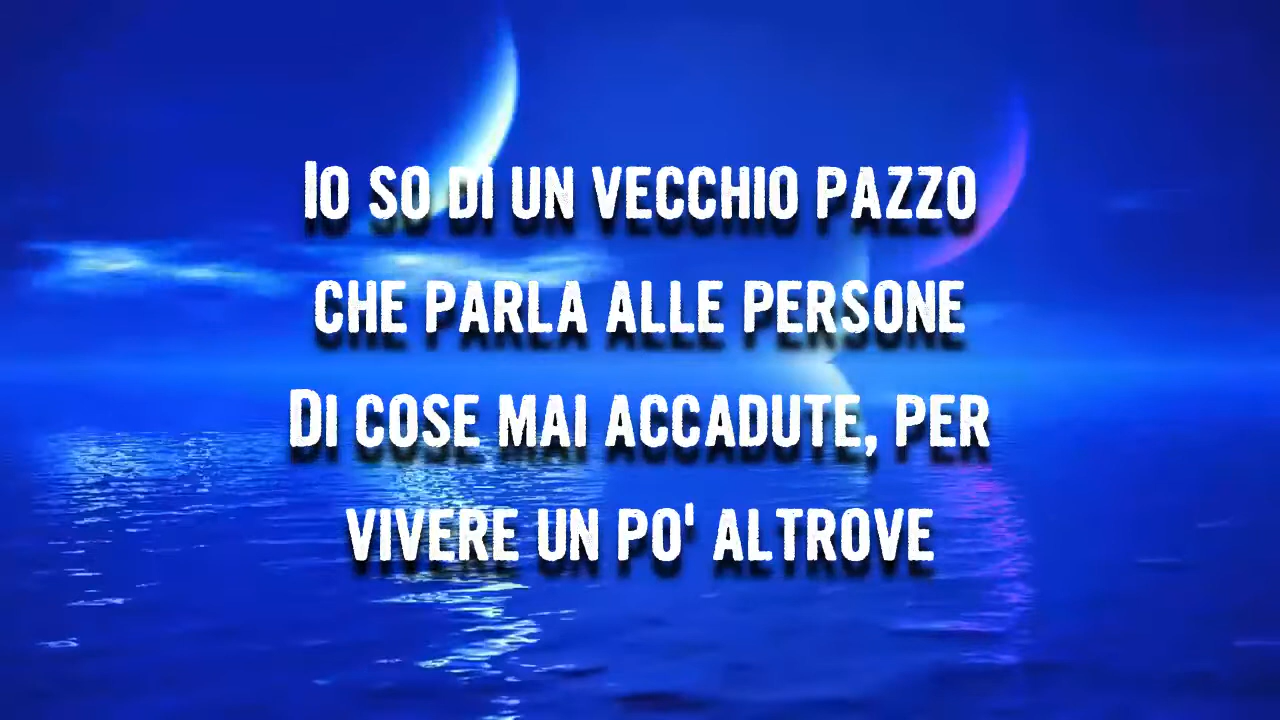 Io so di un vecchio pazzo
che parla alle persone
Di cose mai accadute, per
vivere un po' altrove